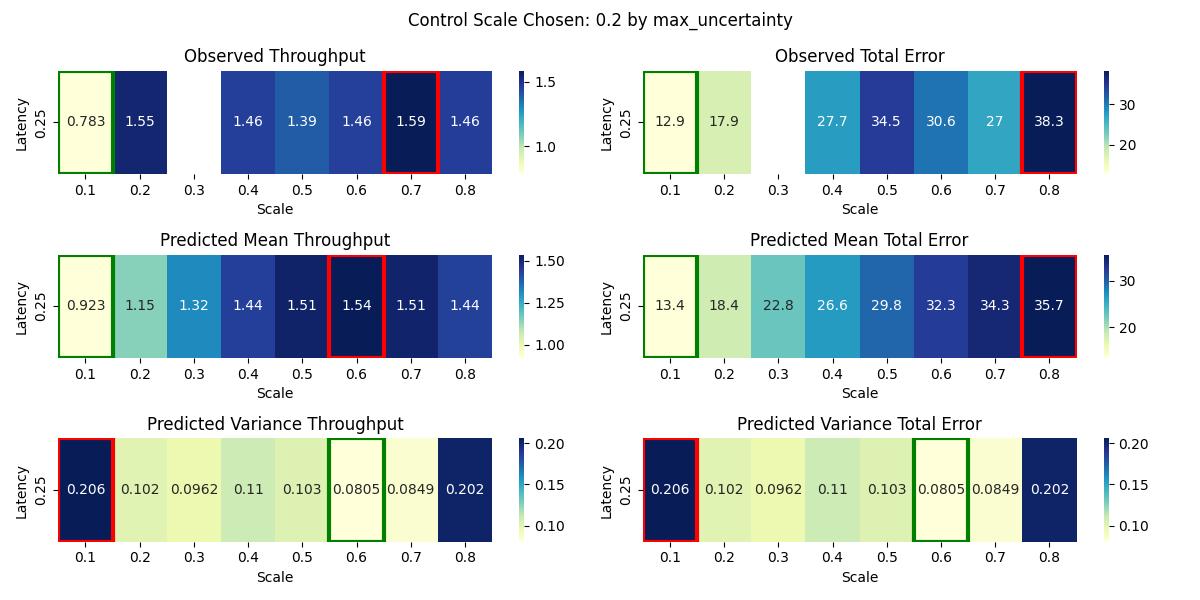 Control Scale Chosen: 0.2 by max_uncertainty
Observed Throughput
Latency
0.25
0.783 1.55 1.46 1.39 1.46 1.59 1.46
0.1 0.2 0.3 0.4 0.5 0.6 0.7 0.8
Scale
1.5
1.0
Observed Total Error
Latency
0.25
12.9 17.9 27.7 34.5 30.6 27 38.3
0.1 0.2 0.3 0.4 0.5 0.6 0.7 0.8
Scale
30
20
Predicted Mean Throughput
Latency
0.25
0.923 1.15 1.32 1.44 1.51 1.54 1.51 1.44
0.1 0.2 0.3 0.4 0.5 0.6 0.7 0.8
Scale
1.50
1.25
1.00
Predicted Mean Total Error
Latency
0.25
13.4 18.4 22.8 26.6 29.8 32.3 34.3 35.7
0.1 0.2 0.3 0.4 0.5 0.6 0.7 0.8
Scale
30
20
Predicted Variance Throughput
Latency
0.25
0.206 0.102 0.0962 0.11 0.103 0.0805 0.0849 0.202
0.1 0.2 0.3 0.4 0.5 0.6 0.7 0.8
Scale
0.20
0.15
0.10
Predicted Variance Total Error
Latency
0.25
0.206 0.102 0.0962 0.11 0.103 0.0805 0.0849 0.202
0.1 0.2 0.3 0.4 0.5 0.6 0.7 0.8
Scale
0.20
0.15
0.10